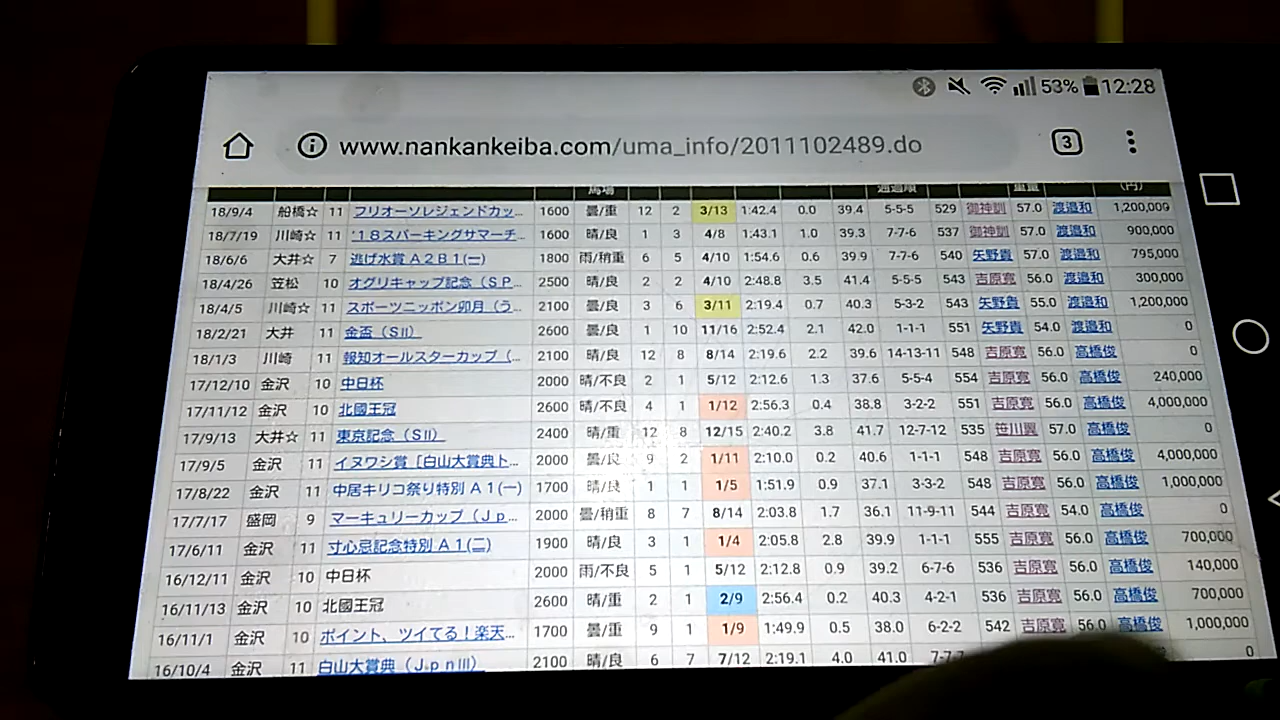 53% 12:28
www.nankankeiba.com/uma_info/2011102489.do 3
馬場 通過順 重量 (円)
18/9/4 船橋☆ 11 フリオーソレジェンドカッ... 1600 曇/重 12 2 3/13 1:42.4 0.0 39.4 5-5-5 529 御神訓 57.0 渡邉和 1,200,000
18/7/19 川崎☆ 11 '18スパーキングサマーチ... 1600 晴/良 1 3 4/8 1:43.1 1.0 39.3 7-7-6 537 御神訓 57.0 渡邉和 900,000
18/6/6 大井☆ 7 逃げ水賞A2B1(一) 1800 雨/稍重 6 5 4/10 1:54.6 0.6 39.9 7-7-6 540 矢野貴 57.0 渡邉和 795,000
18/4/26 笠松 10 オグリキャップ記念(SP... 2500 晴/良 2 2 4/10 2:48.8 3.5 41.4 5-5-5 543 吉原寛 56.0 渡邉和 300,000
18/4/5 川崎☆ 11 スポーツニッポン卯月(う... 2100 曇/良 3 6 3/11 2:19.4 0.7 40.3 5-3-2 543 矢野貴 55.0 渡邉和 1,200,000
18/2/21 大井 11 金盃(SII) 2600 曇/良 1 10 11/16 2:52.4 2.1 42.0 1-1-1 551 矢野貴 54.0 渡邉和 0
18/1/3 川崎 11 報知オールスターカップ(... 2100 晴/良 12 8 8/14 2:19.6 2.2 39.6 14-13-11 548 吉原寛 56.0 高橋俊 0
17/12/10 金沢 10 中日杯 2000 晴/不良 2 1 5/12 2:12.6 1.3 37.6 5-5-4 554 吉原寛 56.0 高橋俊 240,000
17/11/12 金沢 10 北國王冠 2600 晴/不良 4 1 1/12 2:56.3 0.4 38.8 3-2-2 551 吉原寛 56.0 高橋俊 4,000,000
17/9/13 大井☆ 11 東京記念(SII) 2400 晴/重 12 8 12/15 2:40.2 3.8 41.7 12-7-12 535 笹川翼 57.0 高橋俊 0
17/9/5 金沢 11 イヌワシ賞[白山大賞典ト... 2000 曇/良 9 2 1/11 2:10.0 0.2 40.6 1-1-1 548 吉原寛 56.0 高橋俊 4,000,000
17/8/22 金沢 11 中居キリコ祭り特別A1(一) 1700 晴/良 1 1 1/5 1:51.9 0.9 37.1 3-3-2 548 吉原寛 56.0 高橋俊 1,000,000
17/7/17 盛岡 9 マーキュリーカップ(Jp... 2000 曇/稍重 8 7 8/14 2:03.8 1.7 36.1 11-9-11 544 吉原寛 54.0 高橋俊 0
17/6/11 金沢 11 寸心忌記念特別A1(二) 1900 晴/良 3 1 1/4 2:05.8 2.8 39.9 1-1-1 555 吉原寛 56.0 高橋俊 700,000
16/12/11 金沢 10 中日杯 2000 雨/不良 5 1 5/12 2:12.8 0.9 39.2 6-7-6 536 吉原寛 56.0 高橋俊 140,000
16/11/13 金沢 10 北國王冠 2600 晴/重 2 1 2/9 2:56.4 0.2 40.3 4-2-1 536 吉原寛 56.0 高橋俊 700,000
16/11/1 金沢 10 ポイント、ツイてる!楽天... 1700 曇/重 9 1 1/9 1:49.9 0.5 38.0 6-2-2 542 吉原寛 56.0 高橋俊 1,000,000
16/10/4 金沢 11 白山大賞典(JpnIII) 2100 晴/良 6 7 7/12 2:19.1 4.0 41.0 0